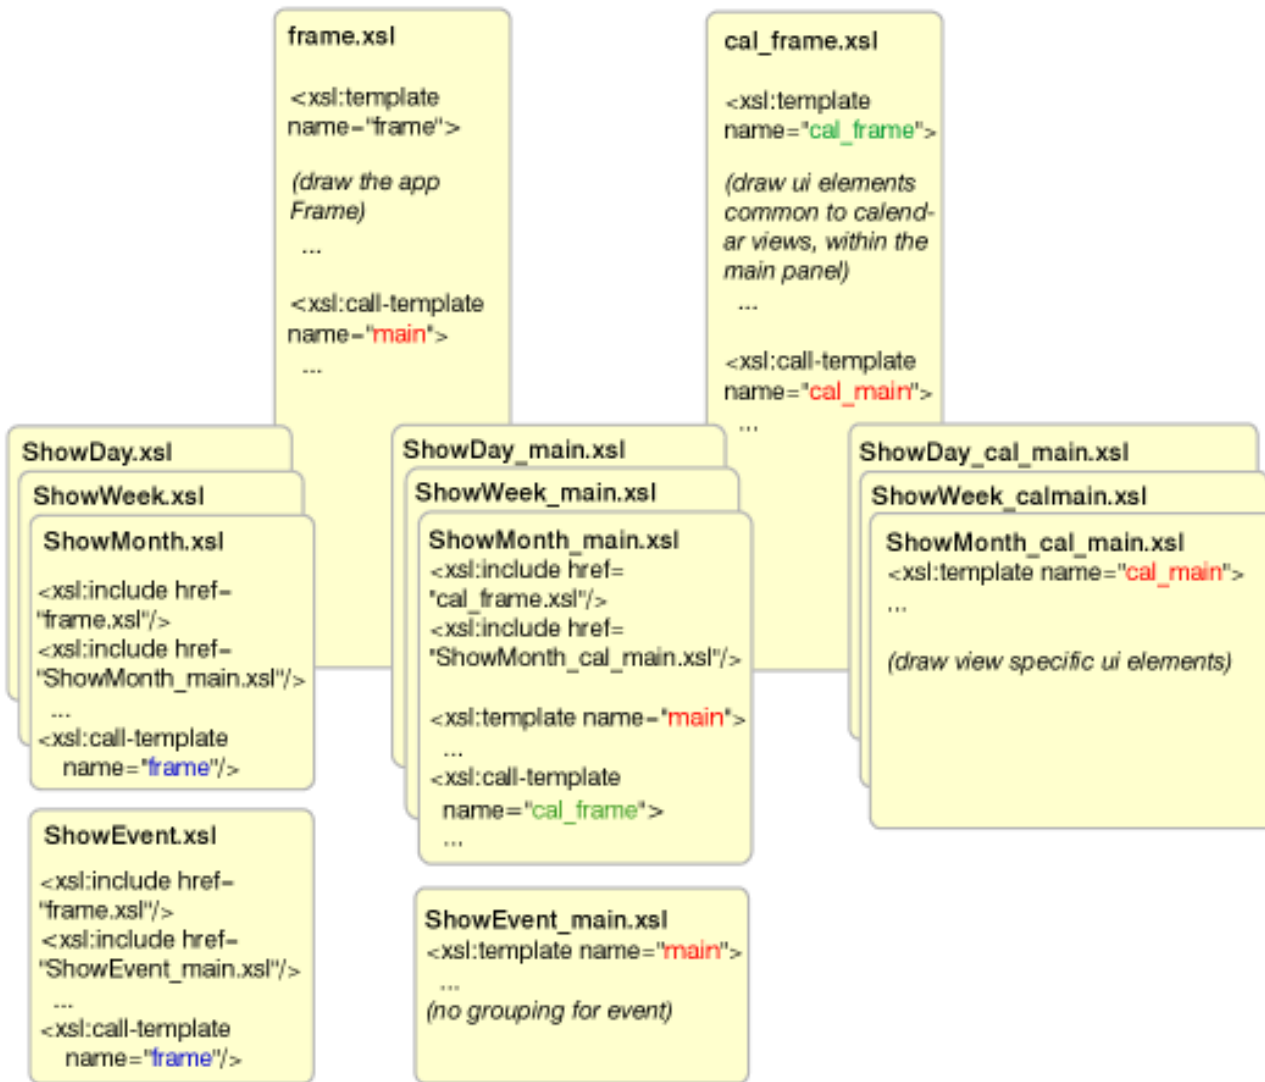 frame.xsl
<xsl:template
name="frame">
(draw the app
Frame)
...
<xsl:call-template
name="main">
...
cal_frame.xsl
<xsl:template
name="cal_frame">
(draw ui elements
common to calend-
ar views, within the
main panel)
...
<xsl:call-template
name="cal_main">
...
ShowDay.xsl
ShowWeek.xsl
ShowMonth.xsl
<xsl:include href=
"frame.xsl"/>
<xsl:include href=
"ShowMonth_main.xsl"/>
...
<xsl:call-template
name="frame"/>
ShowDay_main.xsl
ShowWeek_main.xsl
ShowMonth_main.xsl
<xsl:include href=
"cal_frame.xsl"/>
<xsl:include href=
"ShowMonth_cal_main.xsl"/>
<xsl:template name="main">
...
<xsl:call-template
name="cal_frame">
...
ShowDay_cal_main.xsl
ShowWeek_calmain.xsl
ShowMonth_cal_main.xsl
<xsl:template name="cal_main">
...
(draw view specific ui elements)
ShowEvent.xsl
<xsl:include href=
"frame.xsl"/>
<xsl:include href=
"ShowEvent_main.xsl"/>
...
<xsl:call-template
name="frame"/>
ShowEvent_main.xsl
<xsl:template name="main">
...
(no grouping for event)